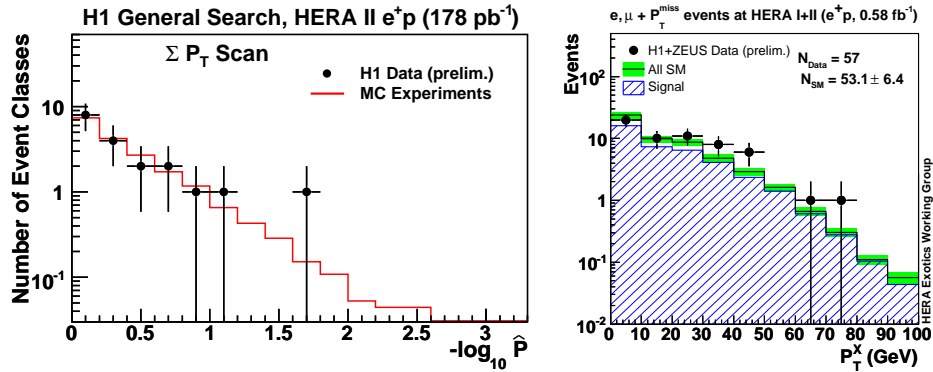 H1 General Search, HERA II e⁺p (178 pb⁻¹)
Number of Event Classes
Σ P_T Scan
H1 Data (prelim.)
MC Experiments
10
1
10⁻¹
0 0.5 1 1.5 2 2.5 3
-log₁₀ P̂
e,μ + P_T^miss events at HERA I+II (e⁺p, 0.58 fb⁻¹)
Events
H1+ZEUS Data (prelim.)
All SM
Signal
N_Data = 57
N_SM = 53.1 ± 6.4
10²
10
1
10⁻¹
10⁻²
0 10 20 30 40 50 60 70 80 90 100
P_T^X (GeV)
HERA Exotics Working Group